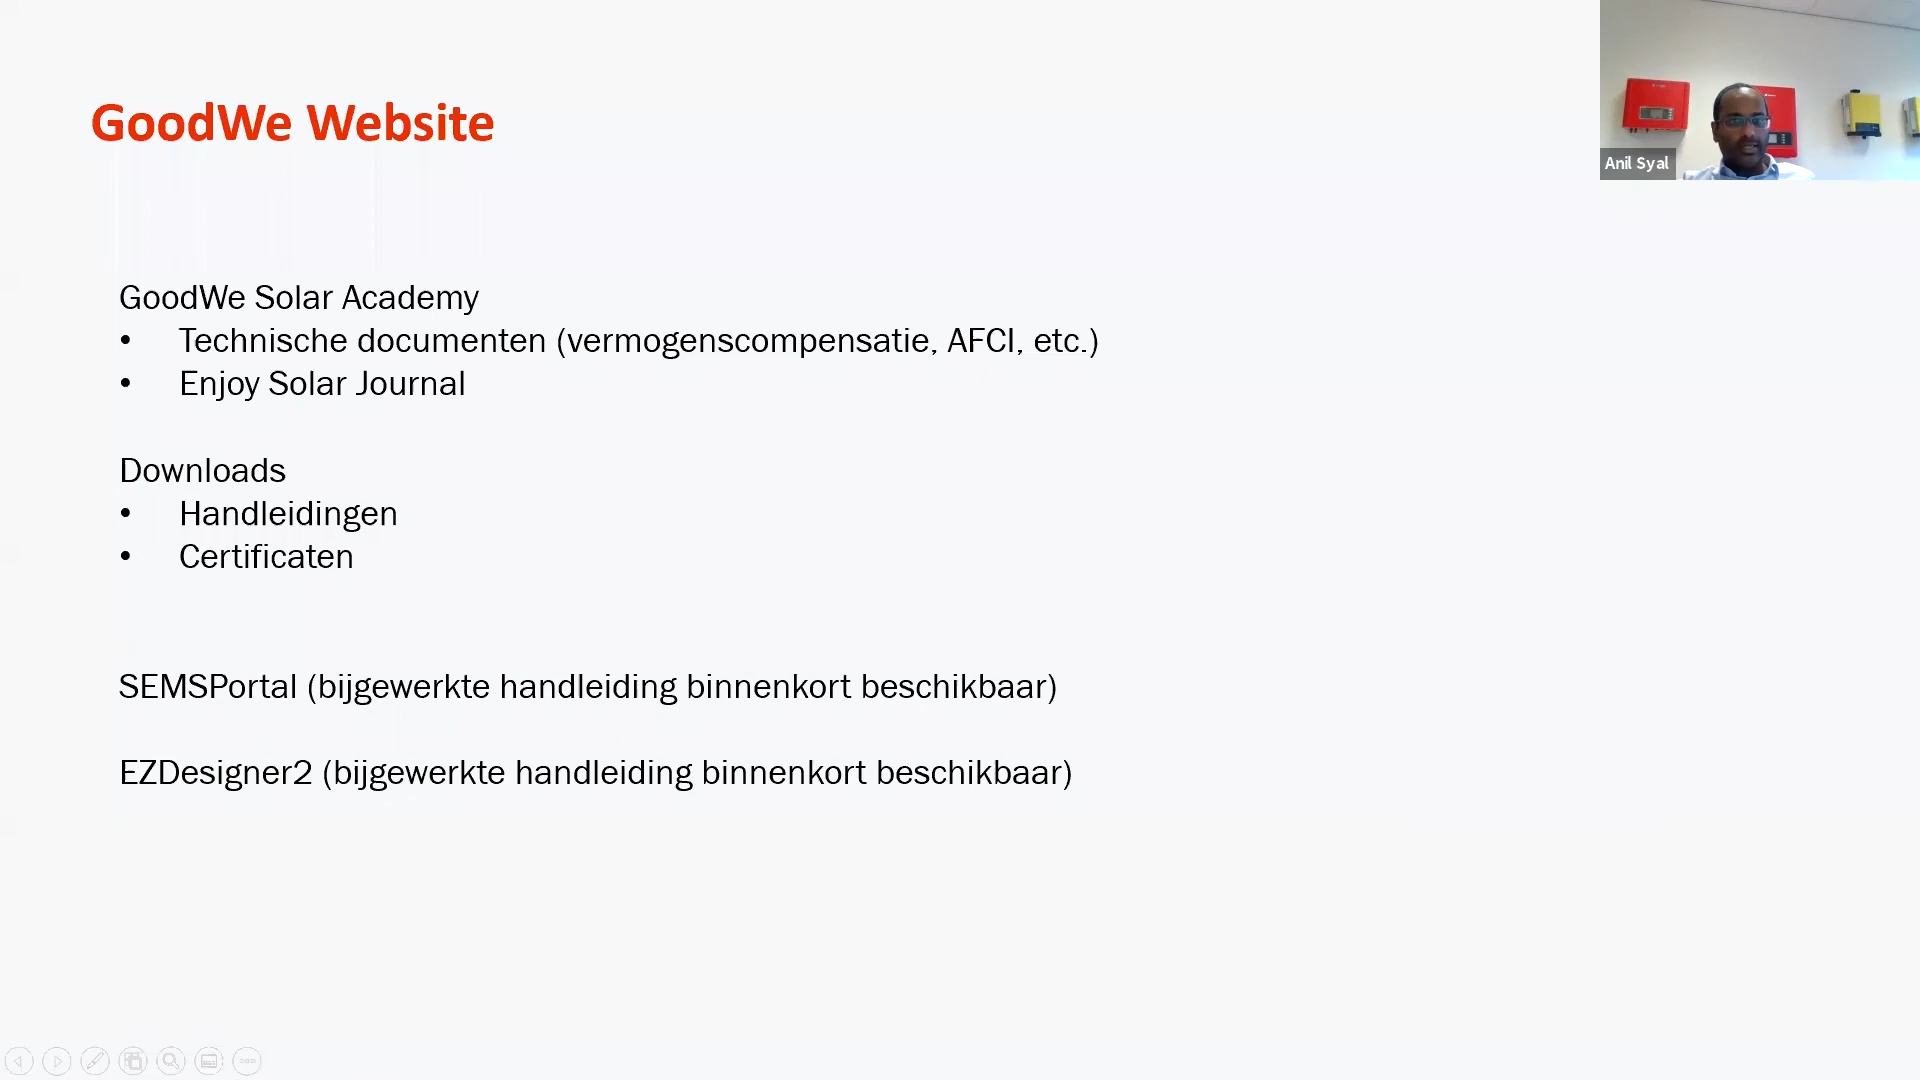 GoodWe Website
Anil Syal
GoodWe Solar Academy
• Technische documenten (vermogenscompensatie, AFCI, etc.)
• Enjoy Solar Journal
Downloads
• Handleidingen
• Certificaten
SEMSPortal (bijgewerkte handleiding binnenkort beschikbaar)
EZDesigner2 (bijgewerkte handleiding binnenkort beschikbaar)